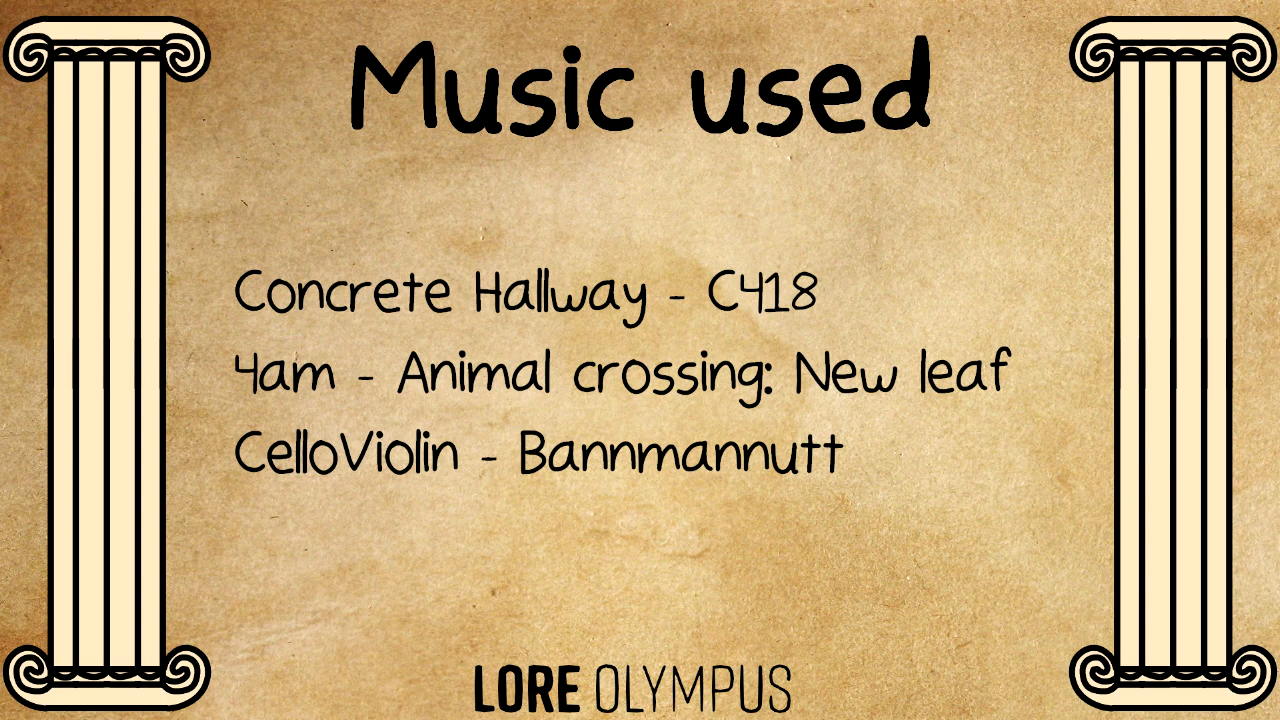 Music used
Concrete Hallway - C418
4am - Animal crossing: New leaf
CelloViolin - Bannmannutt
LORE OLYMPUS